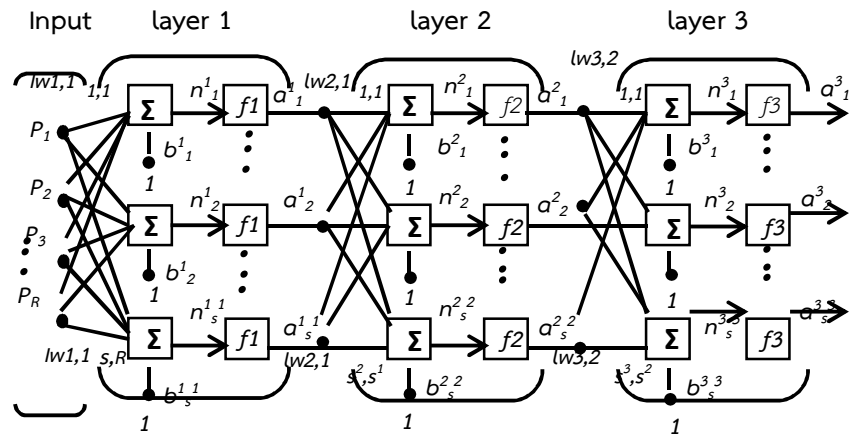 Input layer 1 layer 2 layer 3
Iw1,1 1,1 n¹₁ a¹₁ lw2,1 1,1 n²₁ a²₁ lw3,2 1,1 n³₁ a³₁
P₁ Σ f1 Σ f2 Σ f3
b¹₁ b²₁ b³₁
1 1 1
P₂ n¹₂ a¹₂ n²₂ a²₂ n³₂ a³₂
P₃ Σ f1 Σ f2 Σ f3
b¹₂
1 1 1
P_R n¹ₛ¹ a¹ₛ¹ n²ₛ² a²ₛ² n³ₛ³ a³ₛ³
Σ f1 Σ f2 Σ f3
Iw1,1 s,R lw2,1 s²,s¹ lw3,2 s³,s²
b¹ₛ¹ b²ₛ² b³ₛ³
1 1 1